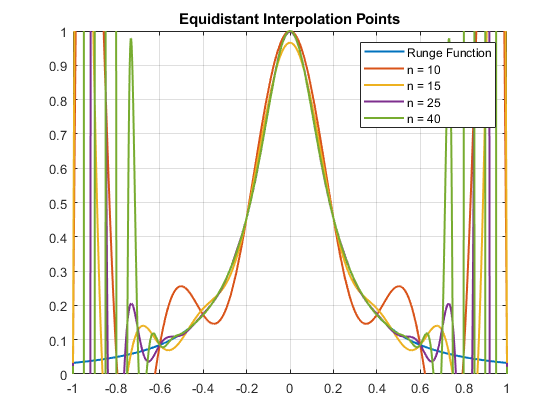 Equidistant Interpolation Points
Runge Function
n = 10
n = 15
n = 25
n = 40
1
0.9
0.8
0.7
0.6
0.5
0.4
0.3
0.2
0.1
0
-1 -0.8 -0.6 -0.4 -0.2 0 0.2 0.4 0.6 0.8 1